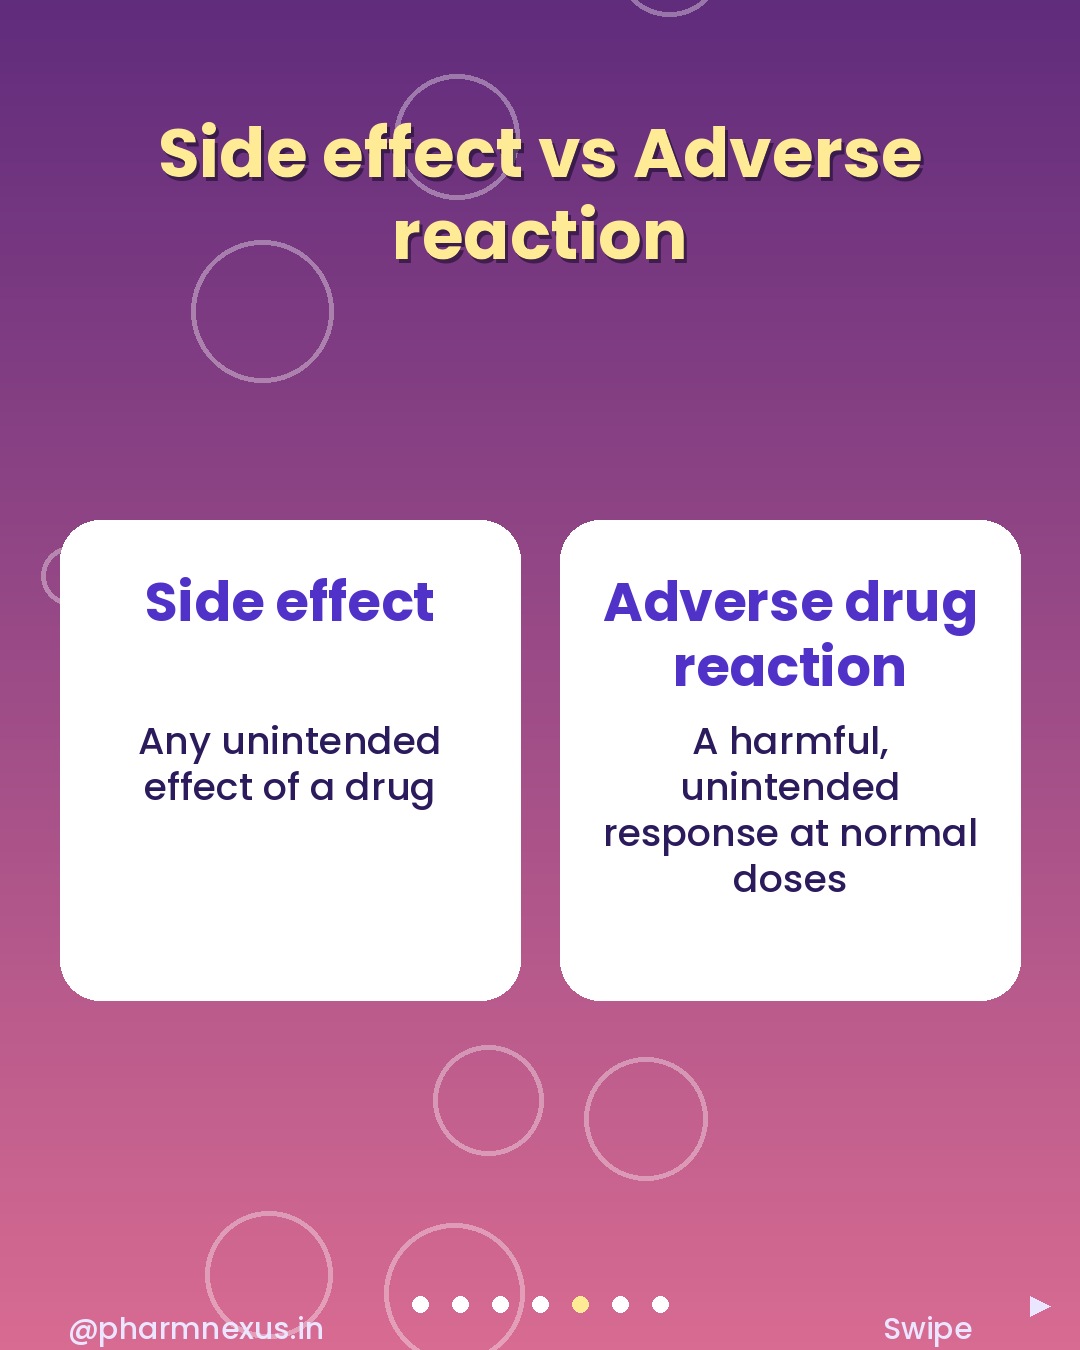 Side effect vs Adverse
reaction
Side effect
Any unintended
effect of a drug
Adverse drug
reaction
A harmful,
unintended
response at normal
doses
@pharmnexus.in
Swipe